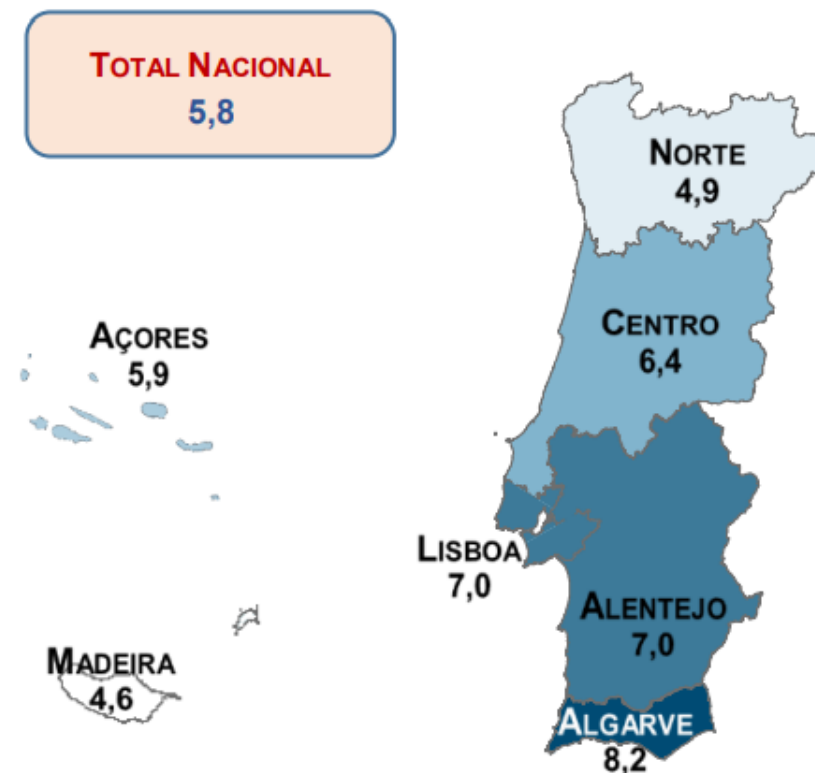 TOTAL NACIONAL
5,8
NORTE
4,9
AÇORES
5,9
CENTRO
6,4
LISBOA
7,0
ALENTEJO
7,0
MADEIRA
4,6
ALGARVE
8,2